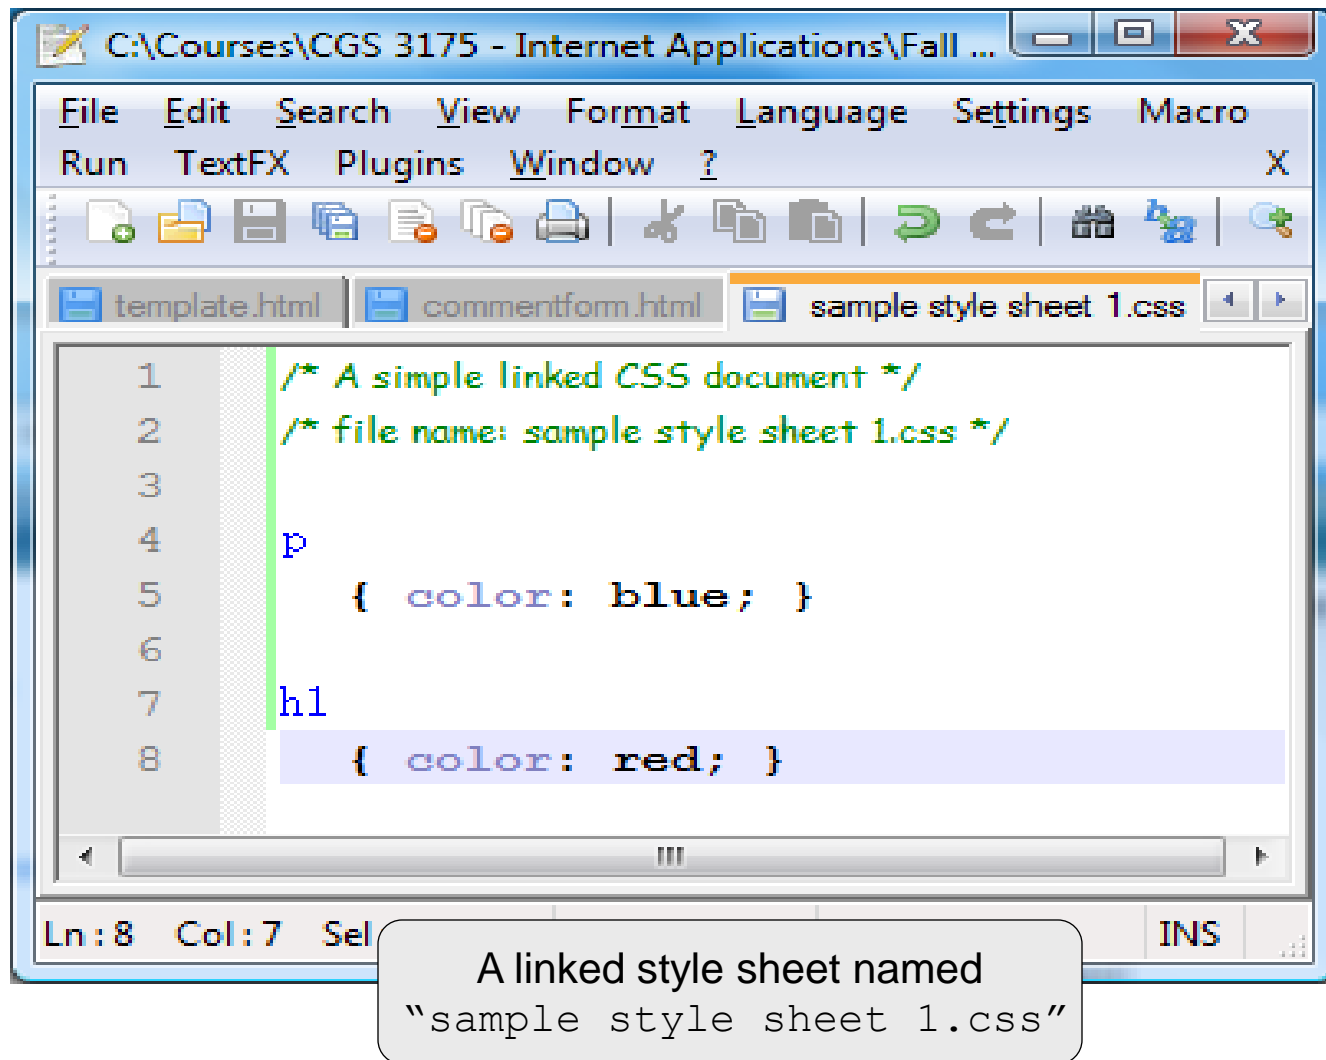 C:\Courses\CGS 3175 - Internet Applications\Fall ...
File Edit Search View Format Language Settings Macro
Run TextFX Plugins Window ? X
template.html commentform.html sample style sheet 1.css
1 /* A simple linked CSS document */
2 /* file name: sample style sheet 1.css */
3
4 p
5 { color: blue; }
6
7 h1
8 { color: red; }
Ln : 8 Col : 7 Sel INS
A linked style sheet named
“sample style sheet 1.css”